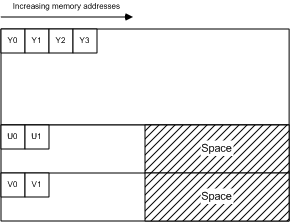 Increasing memory addresses
Y0 Y1 Y2 Y3
U0 U1
Space
V0 V1
Space